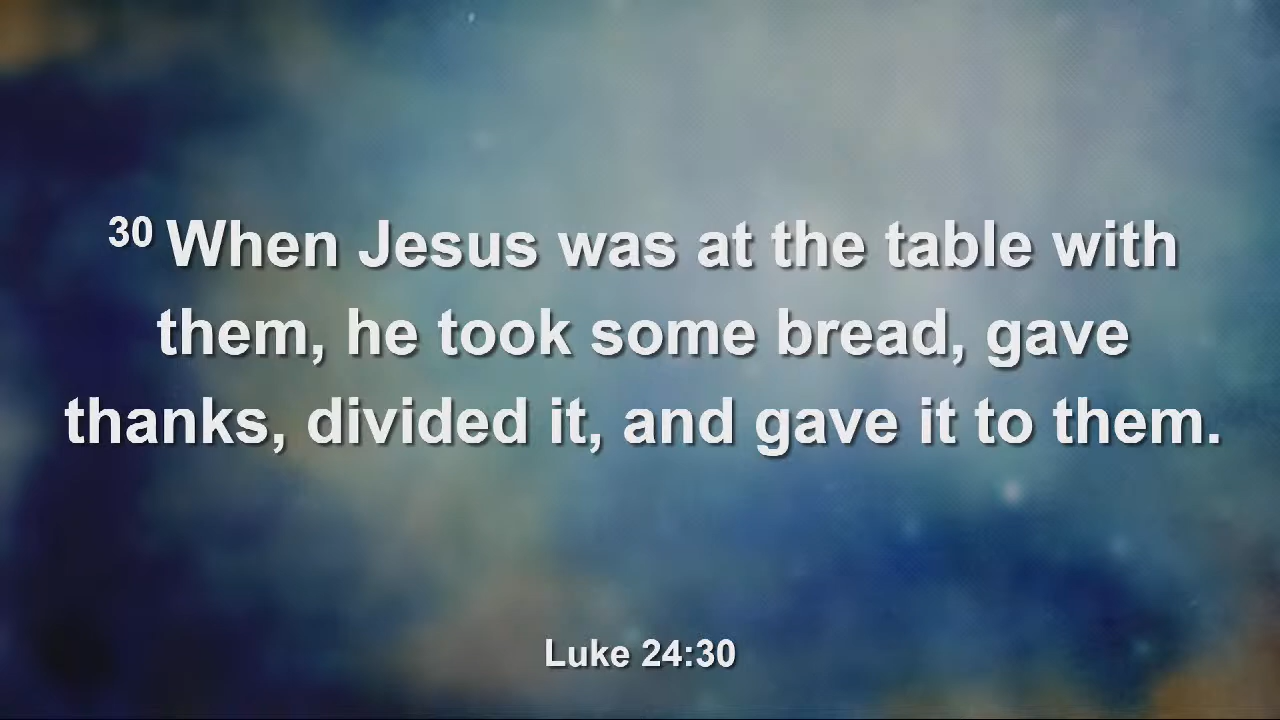 30 When Jesus was at the table with
them, he took some bread, gave
thanks, divided it, and gave it to them.
Luke 24:30